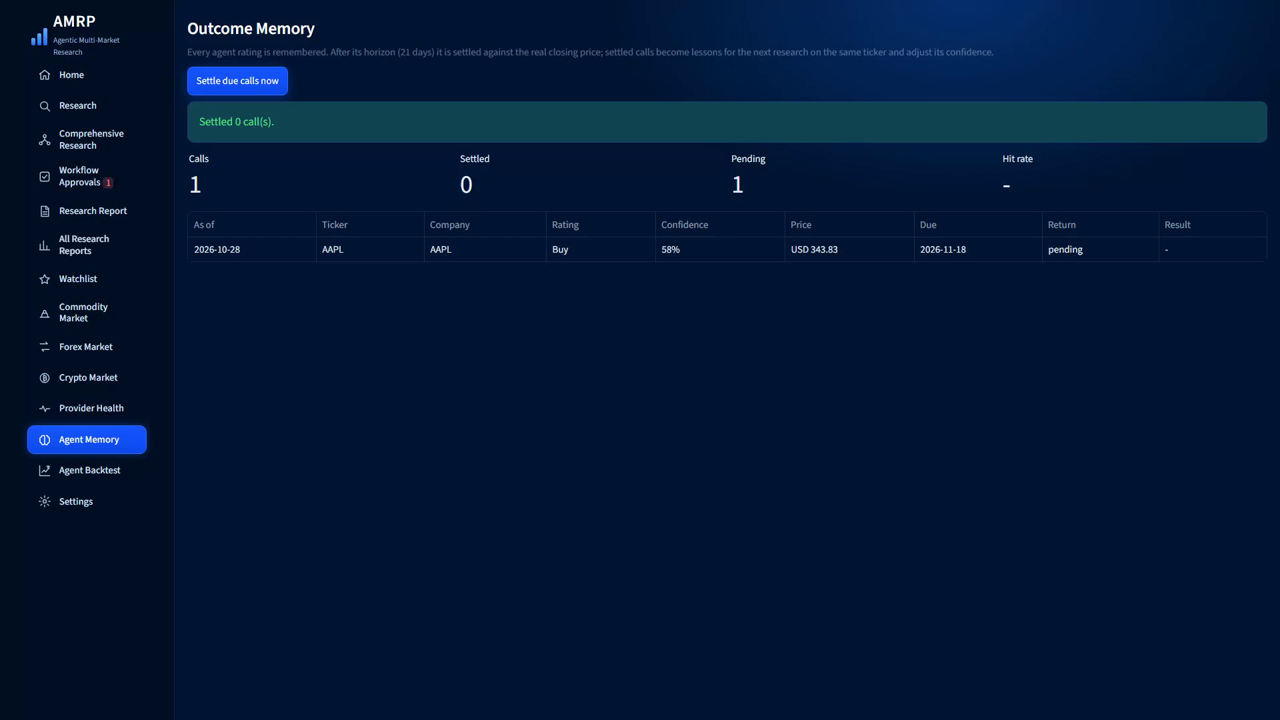 AMRP
Agentic Multi-Market
Research
Home
Research
Comprehensive
Research
Workflow
Approvals 1
Research Report
All Research
Reports
Watchlist
Commodity
Market
Forex Market
Crypto Market
Provider Health
Agent Memory
Agent Backtest
Settings
Outcome Memory
Every agent rating is remembered. After its horizon (21 days) it is settled against the real closing price; settled calls become lessons for the next research on the same ticker and adjust its confidence.
Settle due calls now
Settled 0 call(s).
Calls Settled Pending Hit rate
1 0 1 -
As of Ticker Company Rating Confidence Price Due Return Result
2026-10-28 AAPL AAPL Buy 58% USD 343.83 2026-11-18 pending -